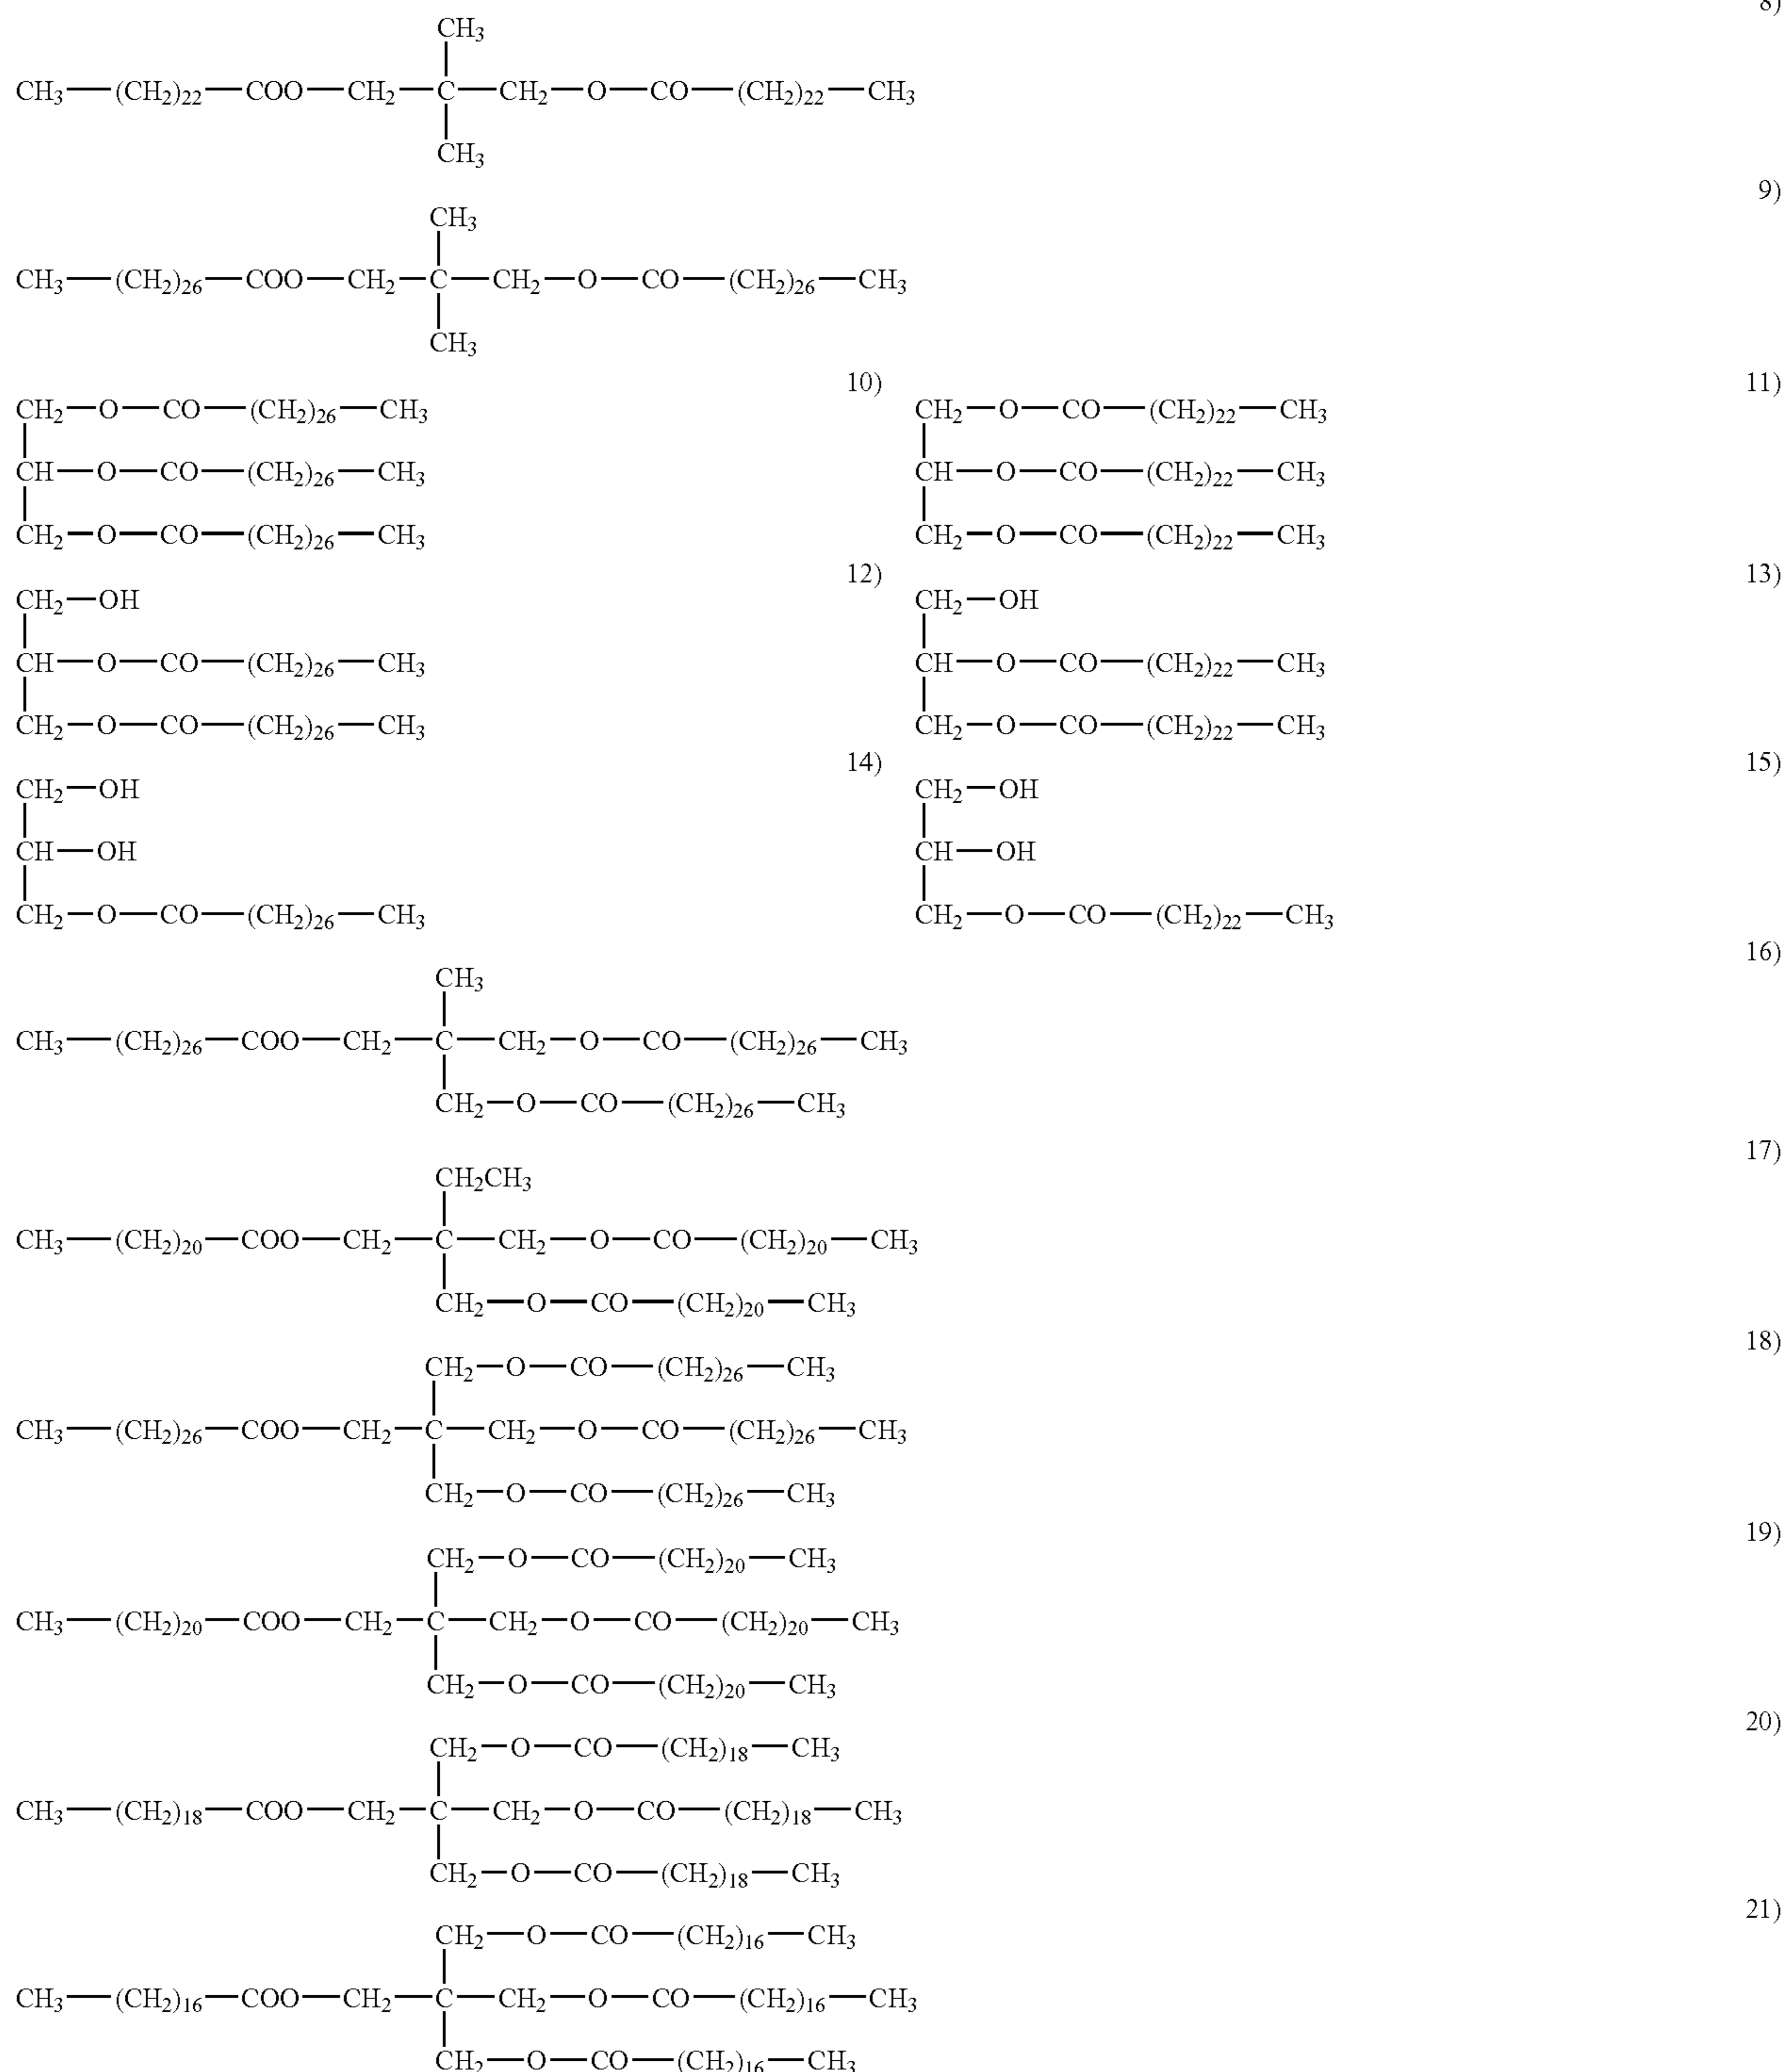 8)
CH₃
CH₃—(CH₂)₂₂—COO—CH₂—C—CH₂—O—CO—(CH₂)₂₂—CH₃
CH₃
9)
CH₃
CH₃—(CH₂)₂₆—COO—CH₂—C—CH₂—O—CO—(CH₂)₂₆—CH₃
CH₃
10) 11)
CH₂—O—CO—(CH₂)₂₆—CH₃ CH₂—O—CO—(CH₂)₂₂—CH₃
CH—O—CO—(CH₂)₂₆—CH₃ CH—O—CO—(CH₂)₂₂—CH₃
CH₂—O—CO—(CH₂)₂₆—CH₃ CH₂—O—CO—(CH₂)₂₂—CH₃
12) 13)
CH₂—OH CH₂—OH
CH—O—CO—(CH₂)₂₆—CH₃ CH—O—CO—(CH₂)₂₂—CH₃
CH₂—O—CO—(CH₂)₂₆—CH₃ CH₂—O—CO—(CH₂)₂₂—CH₃
14) 15)
CH₂—OH CH₂—OH
CH—OH CH—OH
CH₂—O—CO—(CH₂)₂₆—CH₃ CH₂—O—CO—(CH₂)₂₂—CH₃
16)
CH₃
CH₃—(CH₂)₂₆—COO—CH₂—C—CH₂—O—CO—(CH₂)₂₆—CH₃
CH₂—O—CO—(CH₂)₂₆—CH₃
17)
CH₂CH₃
CH₃—(CH₂)₂₀—COO—CH₂—C—CH₂—O—CO—(CH₂)₂₀—CH₃
CH₂—O—CO—(CH₂)₂₀—CH₃
18)
CH₂—O—CO—(CH₂)₂₆—CH₃
CH₃—(CH₂)₂₆—COO—CH₂—C—CH₂—O—CO—(CH₂)₂₆—CH₃
CH₂—O—CO—(CH₂)₂₆—CH₃
19)
CH₂—O—CO—(CH₂)₂₀—CH₃
CH₃—(CH₂)₂₀—COO—CH₂—C—CH₂—O—CO—(CH₂)₂₀—CH₃
CH₂—O—CO—(CH₂)₂₀—CH₃
20)
CH₂—O—CO—(CH₂)₁₈—CH₃
CH₃—(CH₂)₁₈—COO—CH₂—C—CH₂—O—CO—(CH₂)₁₈—CH₃
CH₂—O—CO—(CH₂)₁₈—CH₃
21)
CH₂—O—CO—(CH₂)₁₆—CH₃
CH₃—(CH₂)₁₆—COO—CH₂—C—CH₂—O—CO—(CH₂)₁₆—CH₃
CH₂—O—CO—(CH₂)₁₆—CH₃